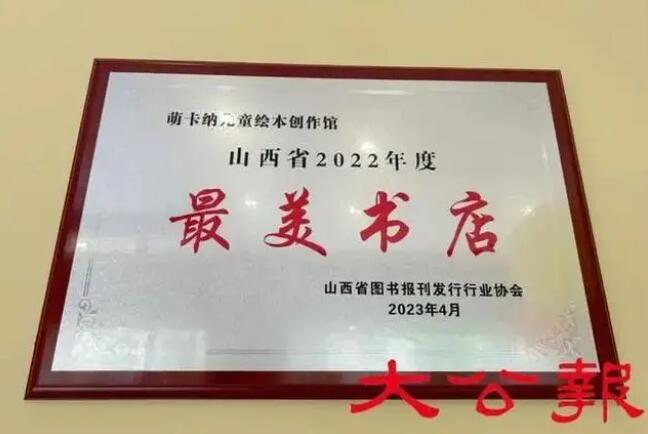 萌卡纳儿童绘本创作馆
山西省2022年度
最美书店
山西省图书报刊发行行业协会
2023年4月
大公報